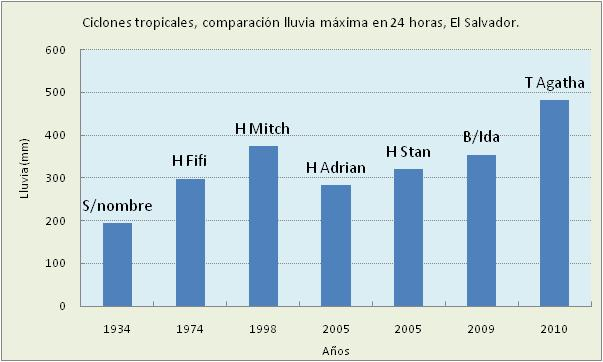 Ciclones tropicales, comparación lluvia máxima en 24 horas, El Salvador.
600
500
400
300
200
100
0
Lluvia (mm)
S/nombre
H Fifi
H Mitch
H Adrian
H Stan
B/Ida
T Agatha
1934
1974
1998
2005
2005
2009
2010
Años